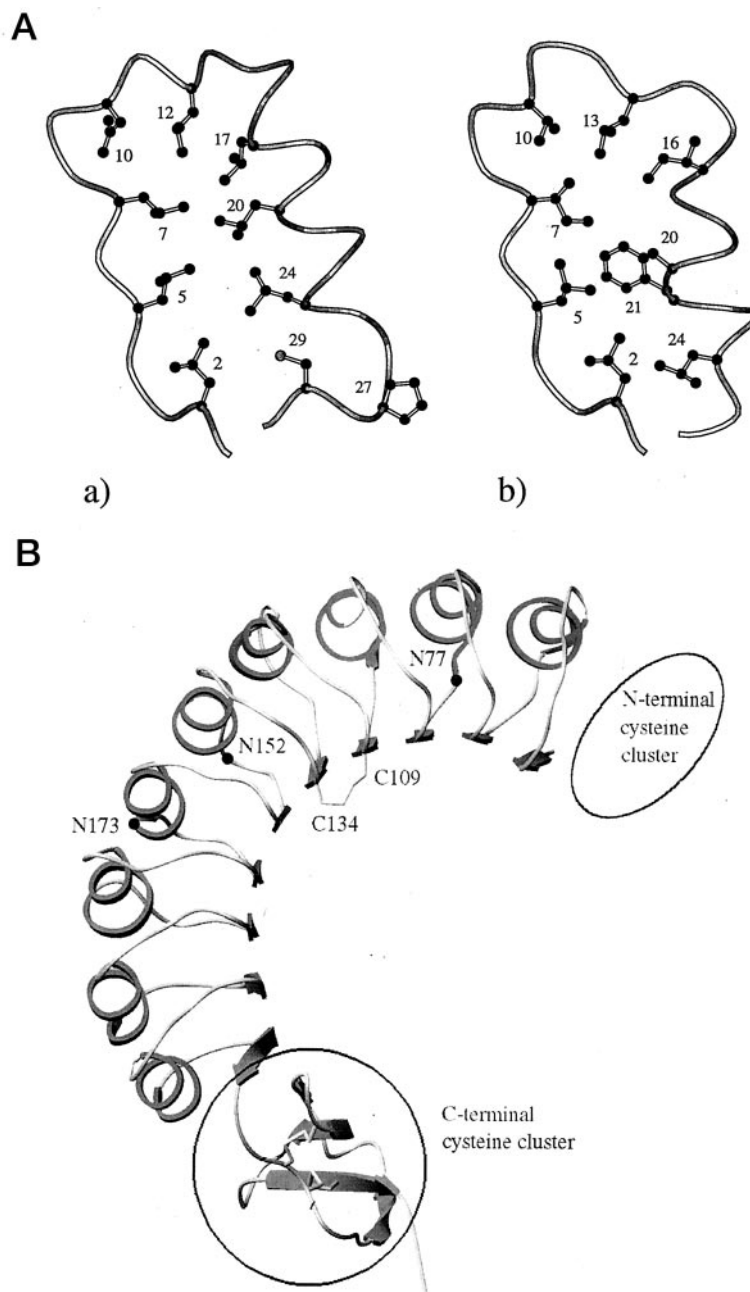 A
12
10
17
7
20
5
24
2
29
27
a)
10
13
16
7
20
5
21
24
2
b)
B
N77
N-terminal
cysteine
cluster
N152
C109
C134
N173
C-terminal
cysteine cluster